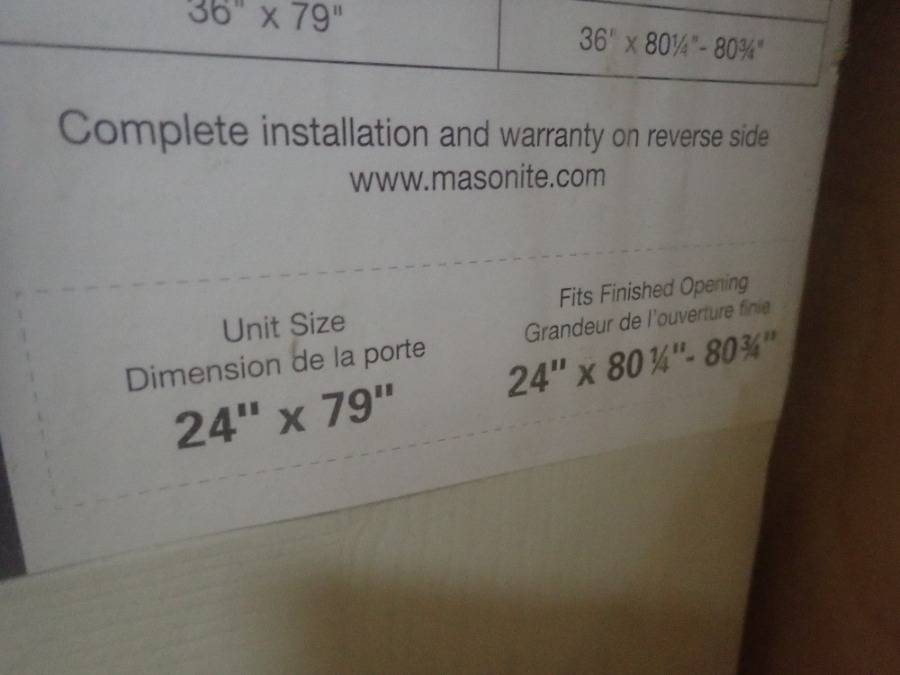 36" x 79"
36' x 80¼"- 80¾"
Complete installation and warranty on reverse side
www.masonite.com
Unit Size
Dimension de la porte
24" x 79"
Fits Finished Opening
Grandeur de l'ouverture finie
24" x 80¼"- 80¾"